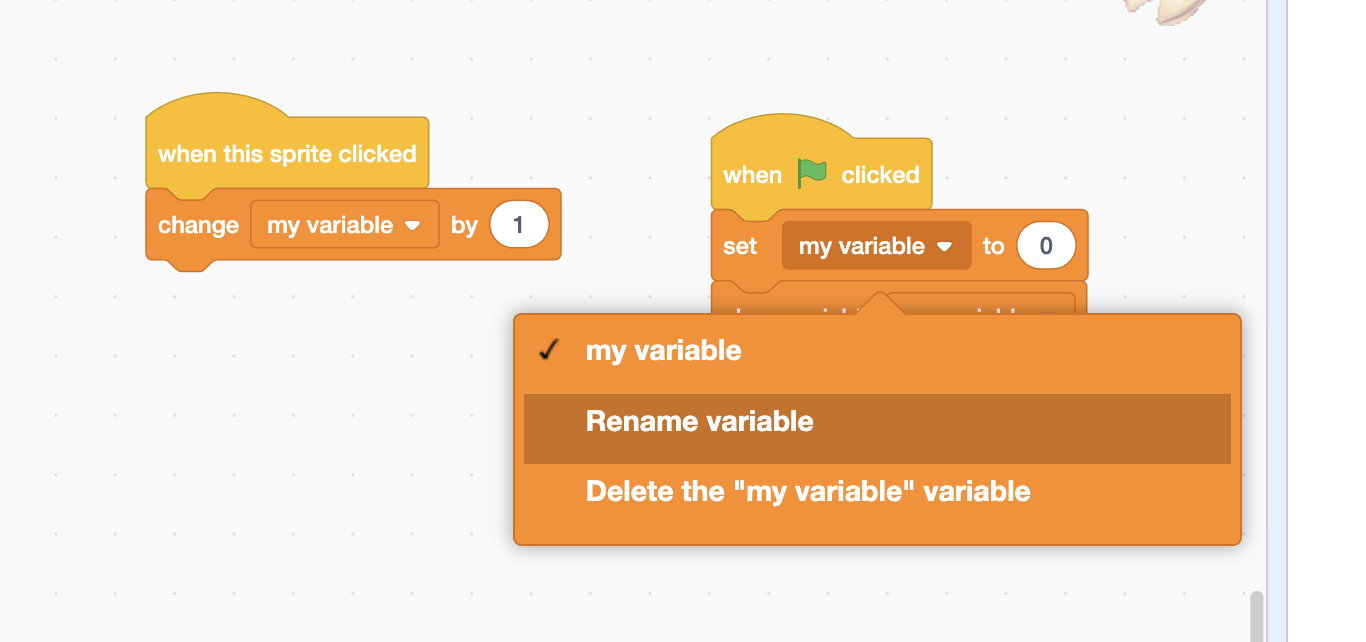 when this sprite clicked
change my variable by 1
when clicked
set my variable to 0
my variable
Rename variable
Delete the "my variable" variable